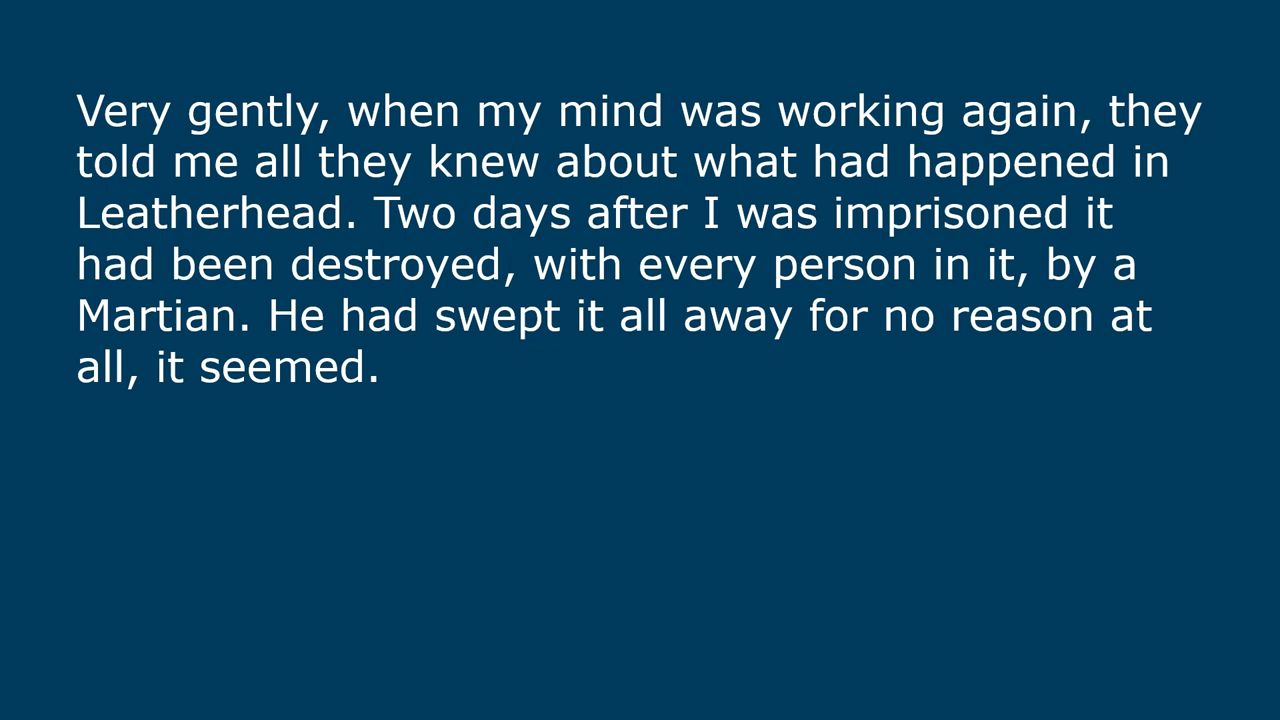 Very gently, when my mind was working again, they
told me all they knew about what had happened in
Leatherhead. Two days after I was imprisoned it
had been destroyed, with every person in it, by a
Martian. He had swept it all away for no reason at
all, it seemed.